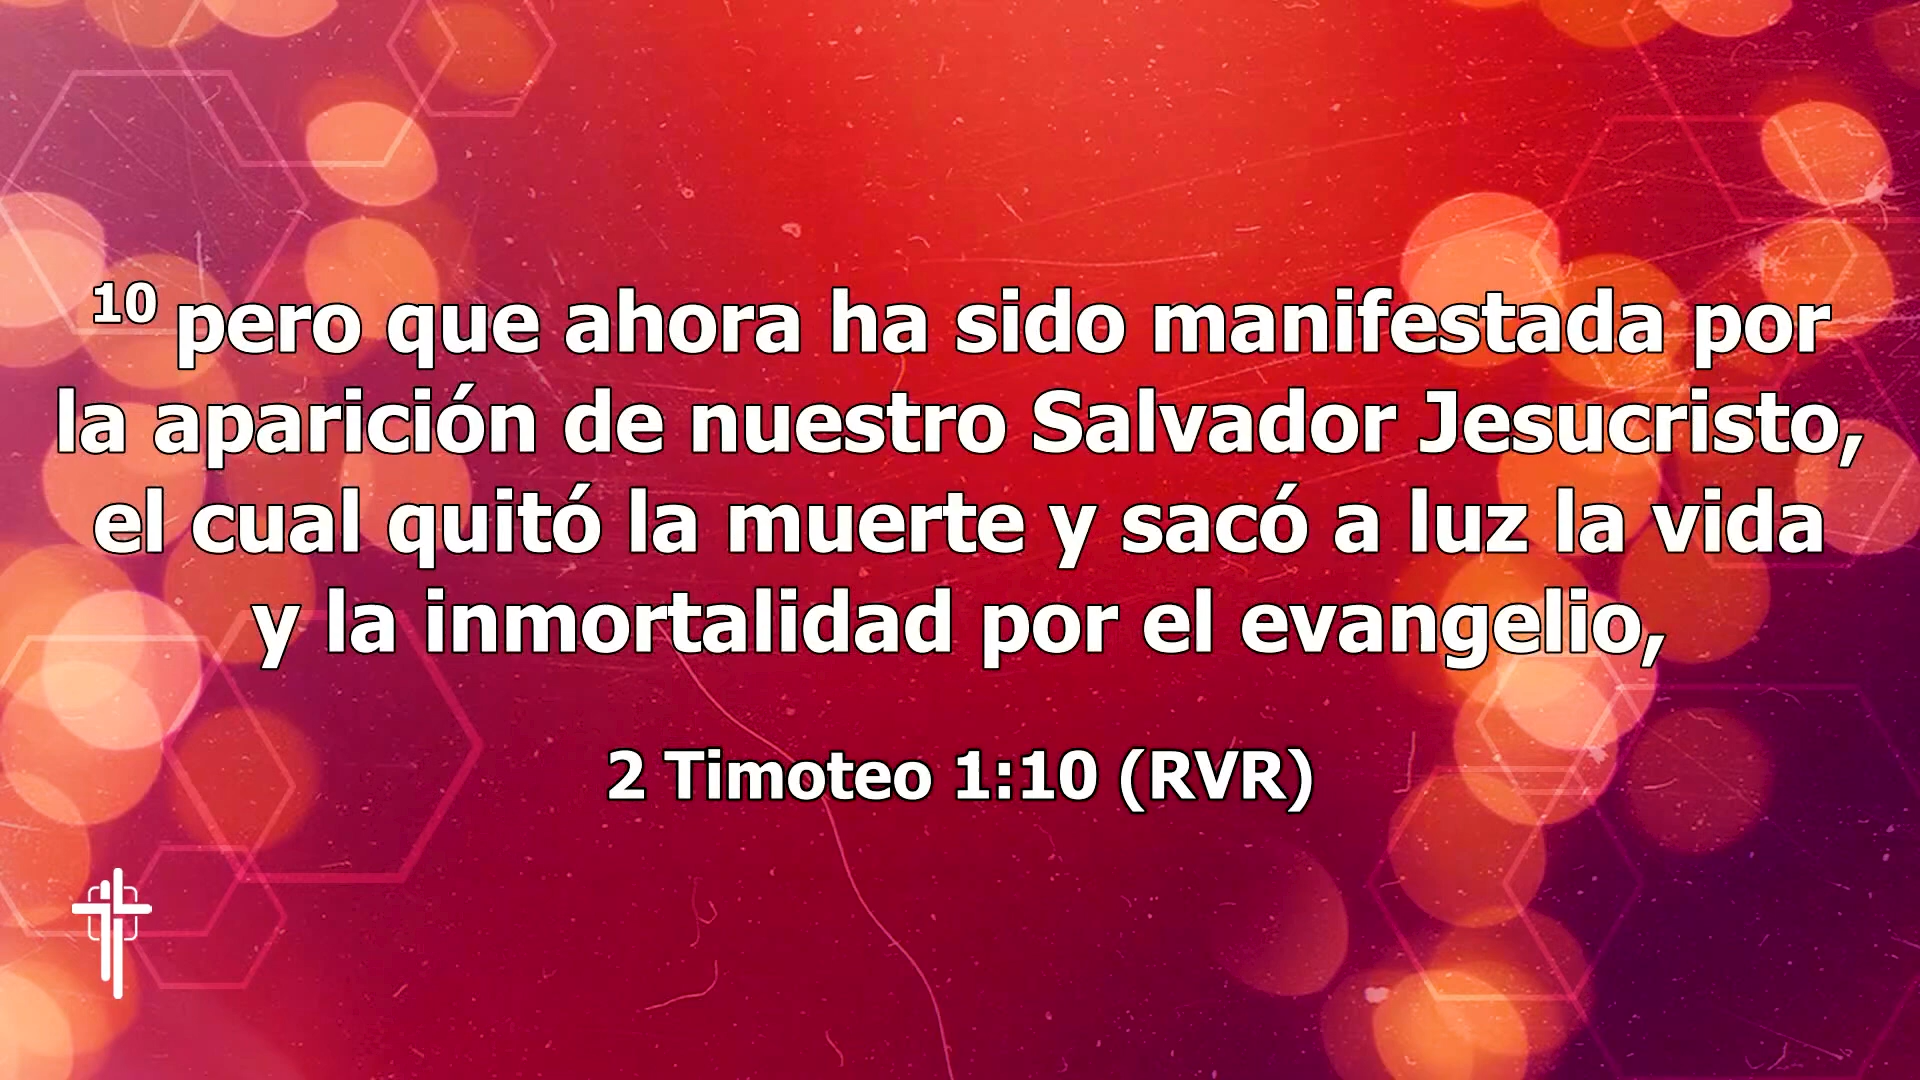 10 pero que ahora ha sido manifestada por
la aparición de nuestro Salvador Jesucristo,
el cual quitó la muerte y sacó a luz la vida
y la inmortalidad por el evangelio,
2 Timoteo 1:10 (RVR)